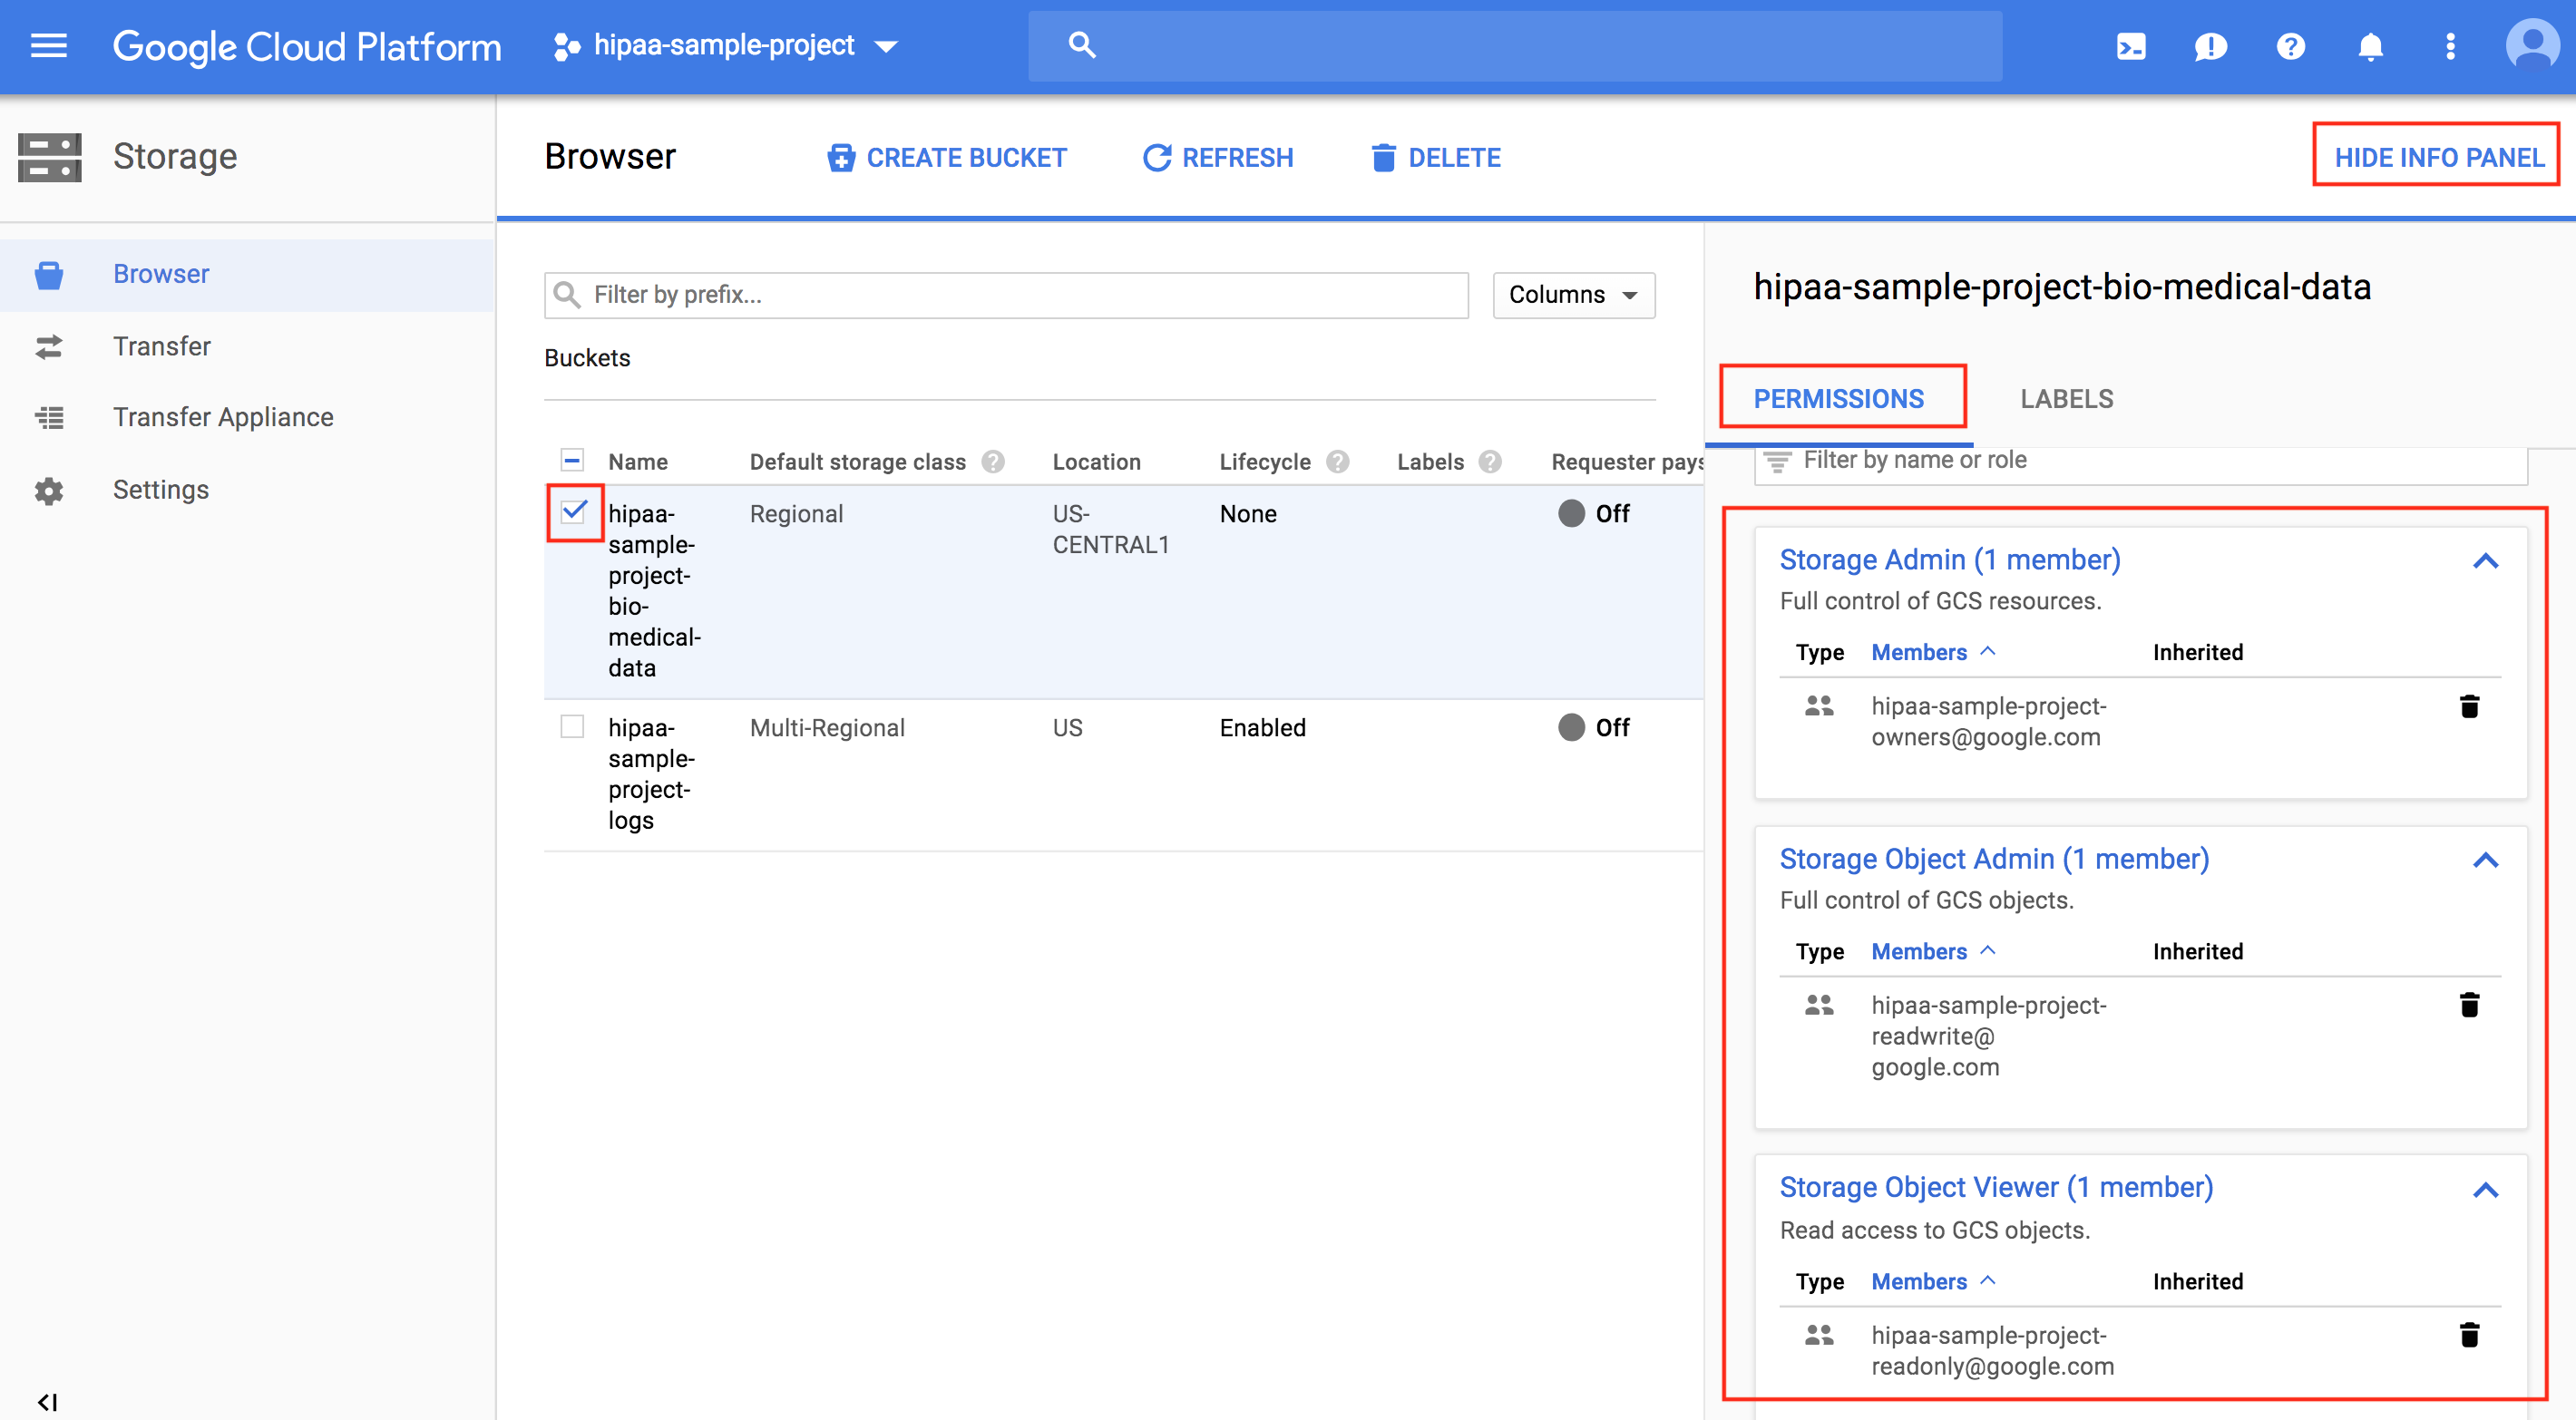 Google Cloud Platform
hipaa-sample-project
Storage
Browser
Transfer
Transfer Appliance
Settings
Browser
CREATE BUCKET
REFRESH
DELETE
HIDE INFO PANEL
Filter by prefix...
Columns
Buckets
Name
Default storage class
Location
Lifecycle
Labels
Requester pays
hipaa-
sample-
project-
bio-
medical-
data
Regional
US-
CENTRAL1
None
Off
hipaa-
sample-
project-
logs
Multi-Regional
US
Enabled
Off
hipaa-sample-project-bio-medical-data
PERMISSIONS
LABELS
Filter by name or role
Storage Admin (1 member)
Full control of GCS resources.
Type Members Inherited
hipaa-sample-project-
owners@google.com
Storage Object Admin (1 member)
Full control of GCS objects.
Type Members Inherited
hipaa-sample-project-
readwrite@
google.com
Storage Object Viewer (1 member)
Read access to GCS objects.
Type Members Inherited
hipaa-sample-project-
readonly@google.com